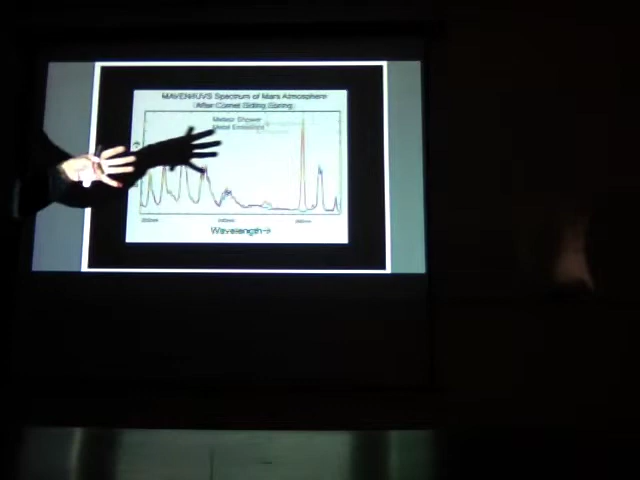 MAVEN/IUVS Spectrum of Mars Atmosphere
After Comet Siding Spring
Meteor Shower
Metal Emissions
Wavelength→